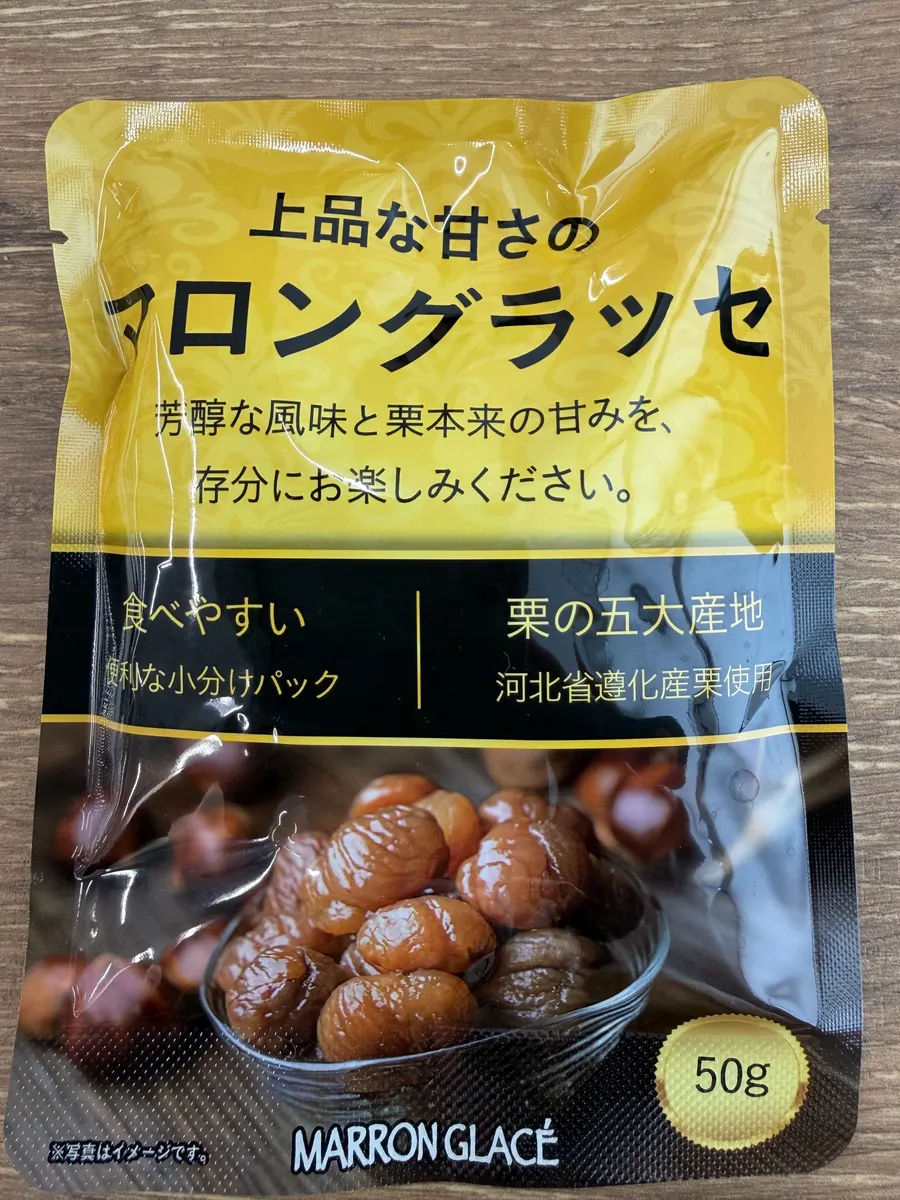 上品な甘さの
マロングラッセ
芳醇な風味と栗本来の甘みを、
存分にお楽しみください。
食べやすい
便利な小分けパック
栗の五大産地
河北省遵化産栗使用
50g
※写真はイメージです。
MARRON GLACÉ